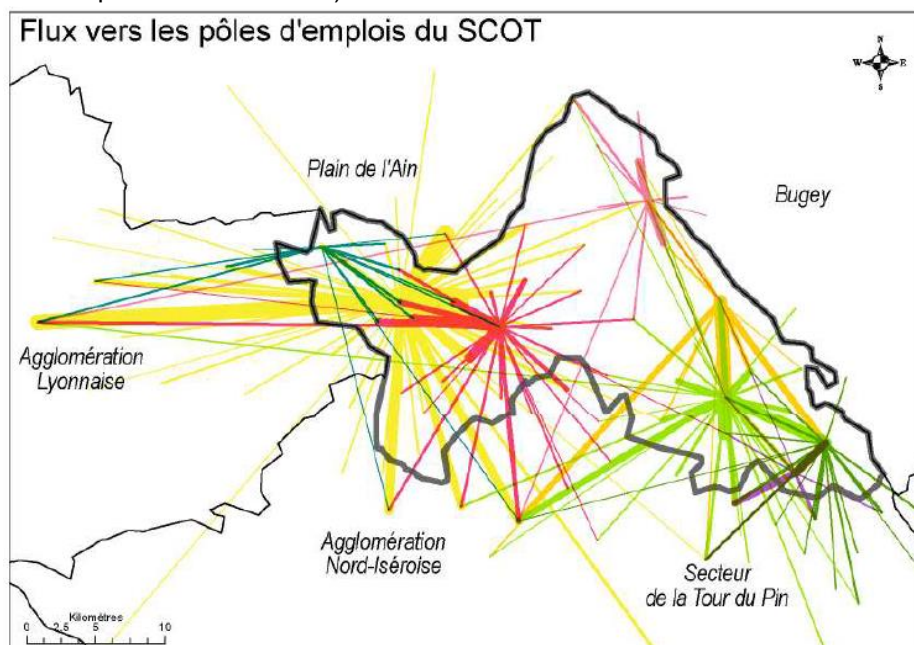 Flux vers les pôles d'emplois du SCOT
N
W E
S
Plain de l'Ain
Bugey
Agglomération
Lyonnaise
Agglomération
Nord-Iséroise
Secteur
de la Tour du Pin
Kilomètres
0 2,5 5 10